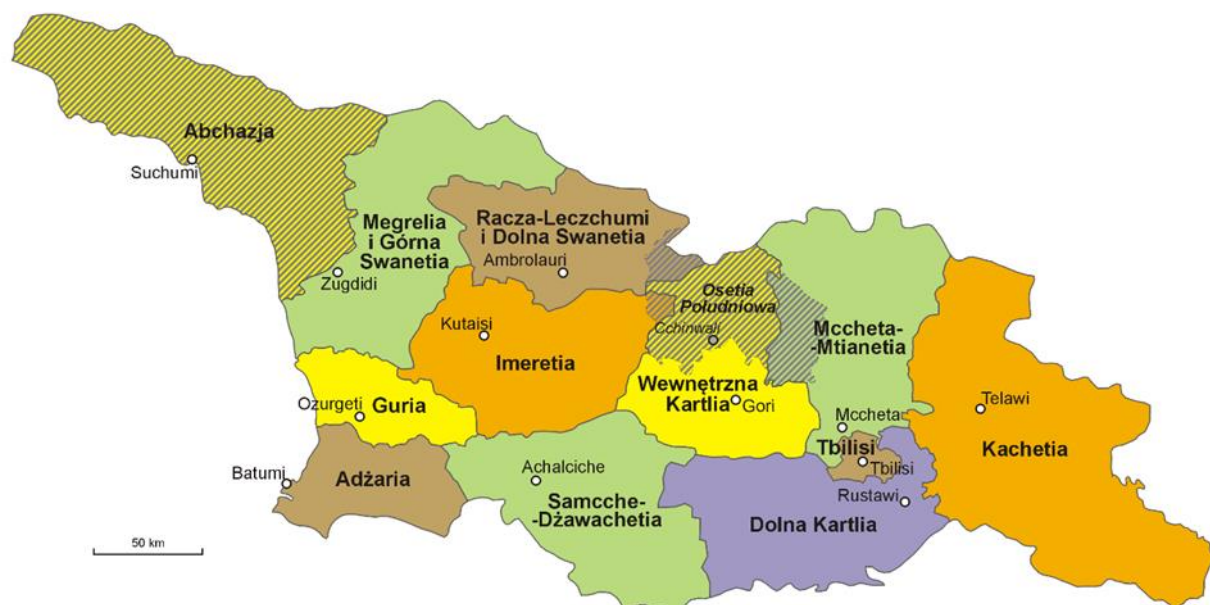 Abchazja
Suchumi
Megrelia
i Górna
Swanetia
Zugdidi
Racza-Leczchumi
i Dolna Swanetia
Ambrolauri
Osetia
Południowa
Cchinwali
Mccheta-
-Mtianetia
Kutaisi
Imeretia
Wewnętrzna
Kartlia
Gori
Ozurgeti
Guria
Mccheta
Telawi
Kachetia
Tbilisi
Tbilisi
Batumi
Adżaria
Achalciche
Samcche-
-Dżawachetia
Rustawi
Dolna Kartlia
50 km